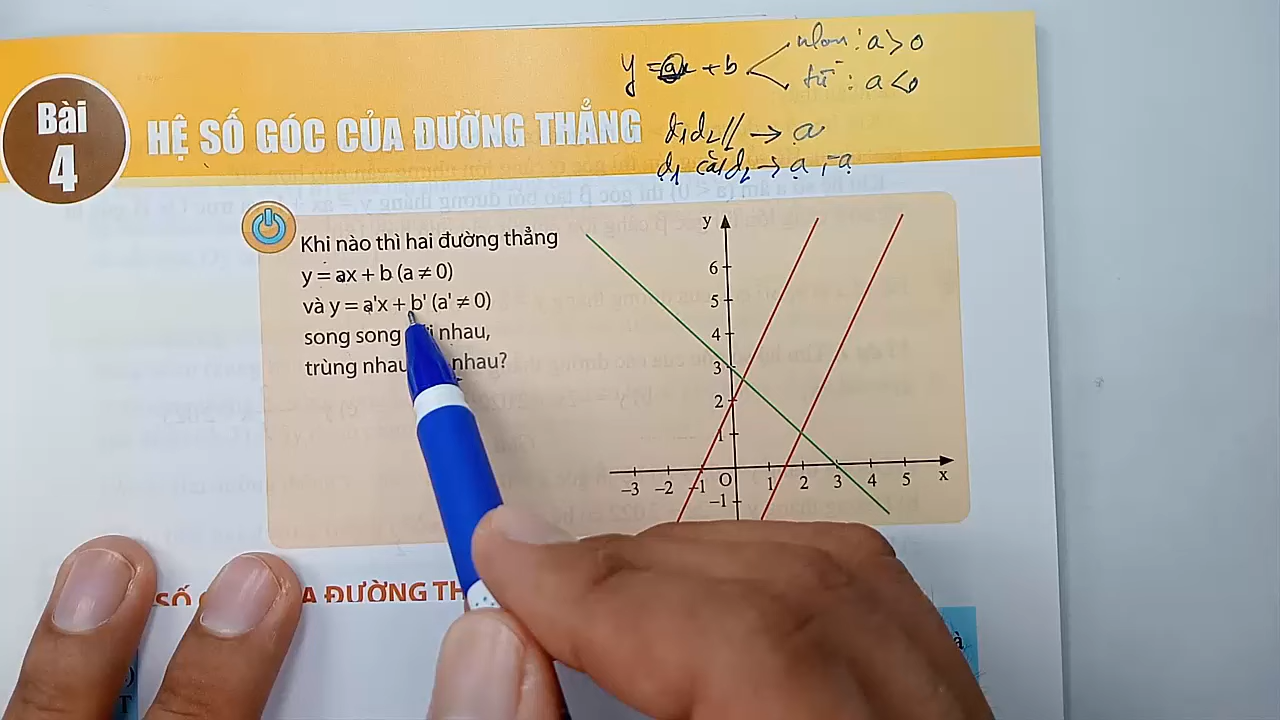 y = ax + b
nhọn : a > 0
tù : a < 0
Bài
4
HỆ SỐ GÓC CỦA ĐƯỜNG THẲNG
d₁ d₂ // → a
d₁ cắt d₂ → a, a
Khi nào thì hai đường thẳng
y = ax + b (a ≠ 0)
và y = a'x + b' (a' ≠ 0)
song song nhau,
trùng nhau nhau?
y
6
5
4
3
2
1
-3 -2 -1 O 1 2 3 4 5 x
-1
SỐ ĐƯỜNG